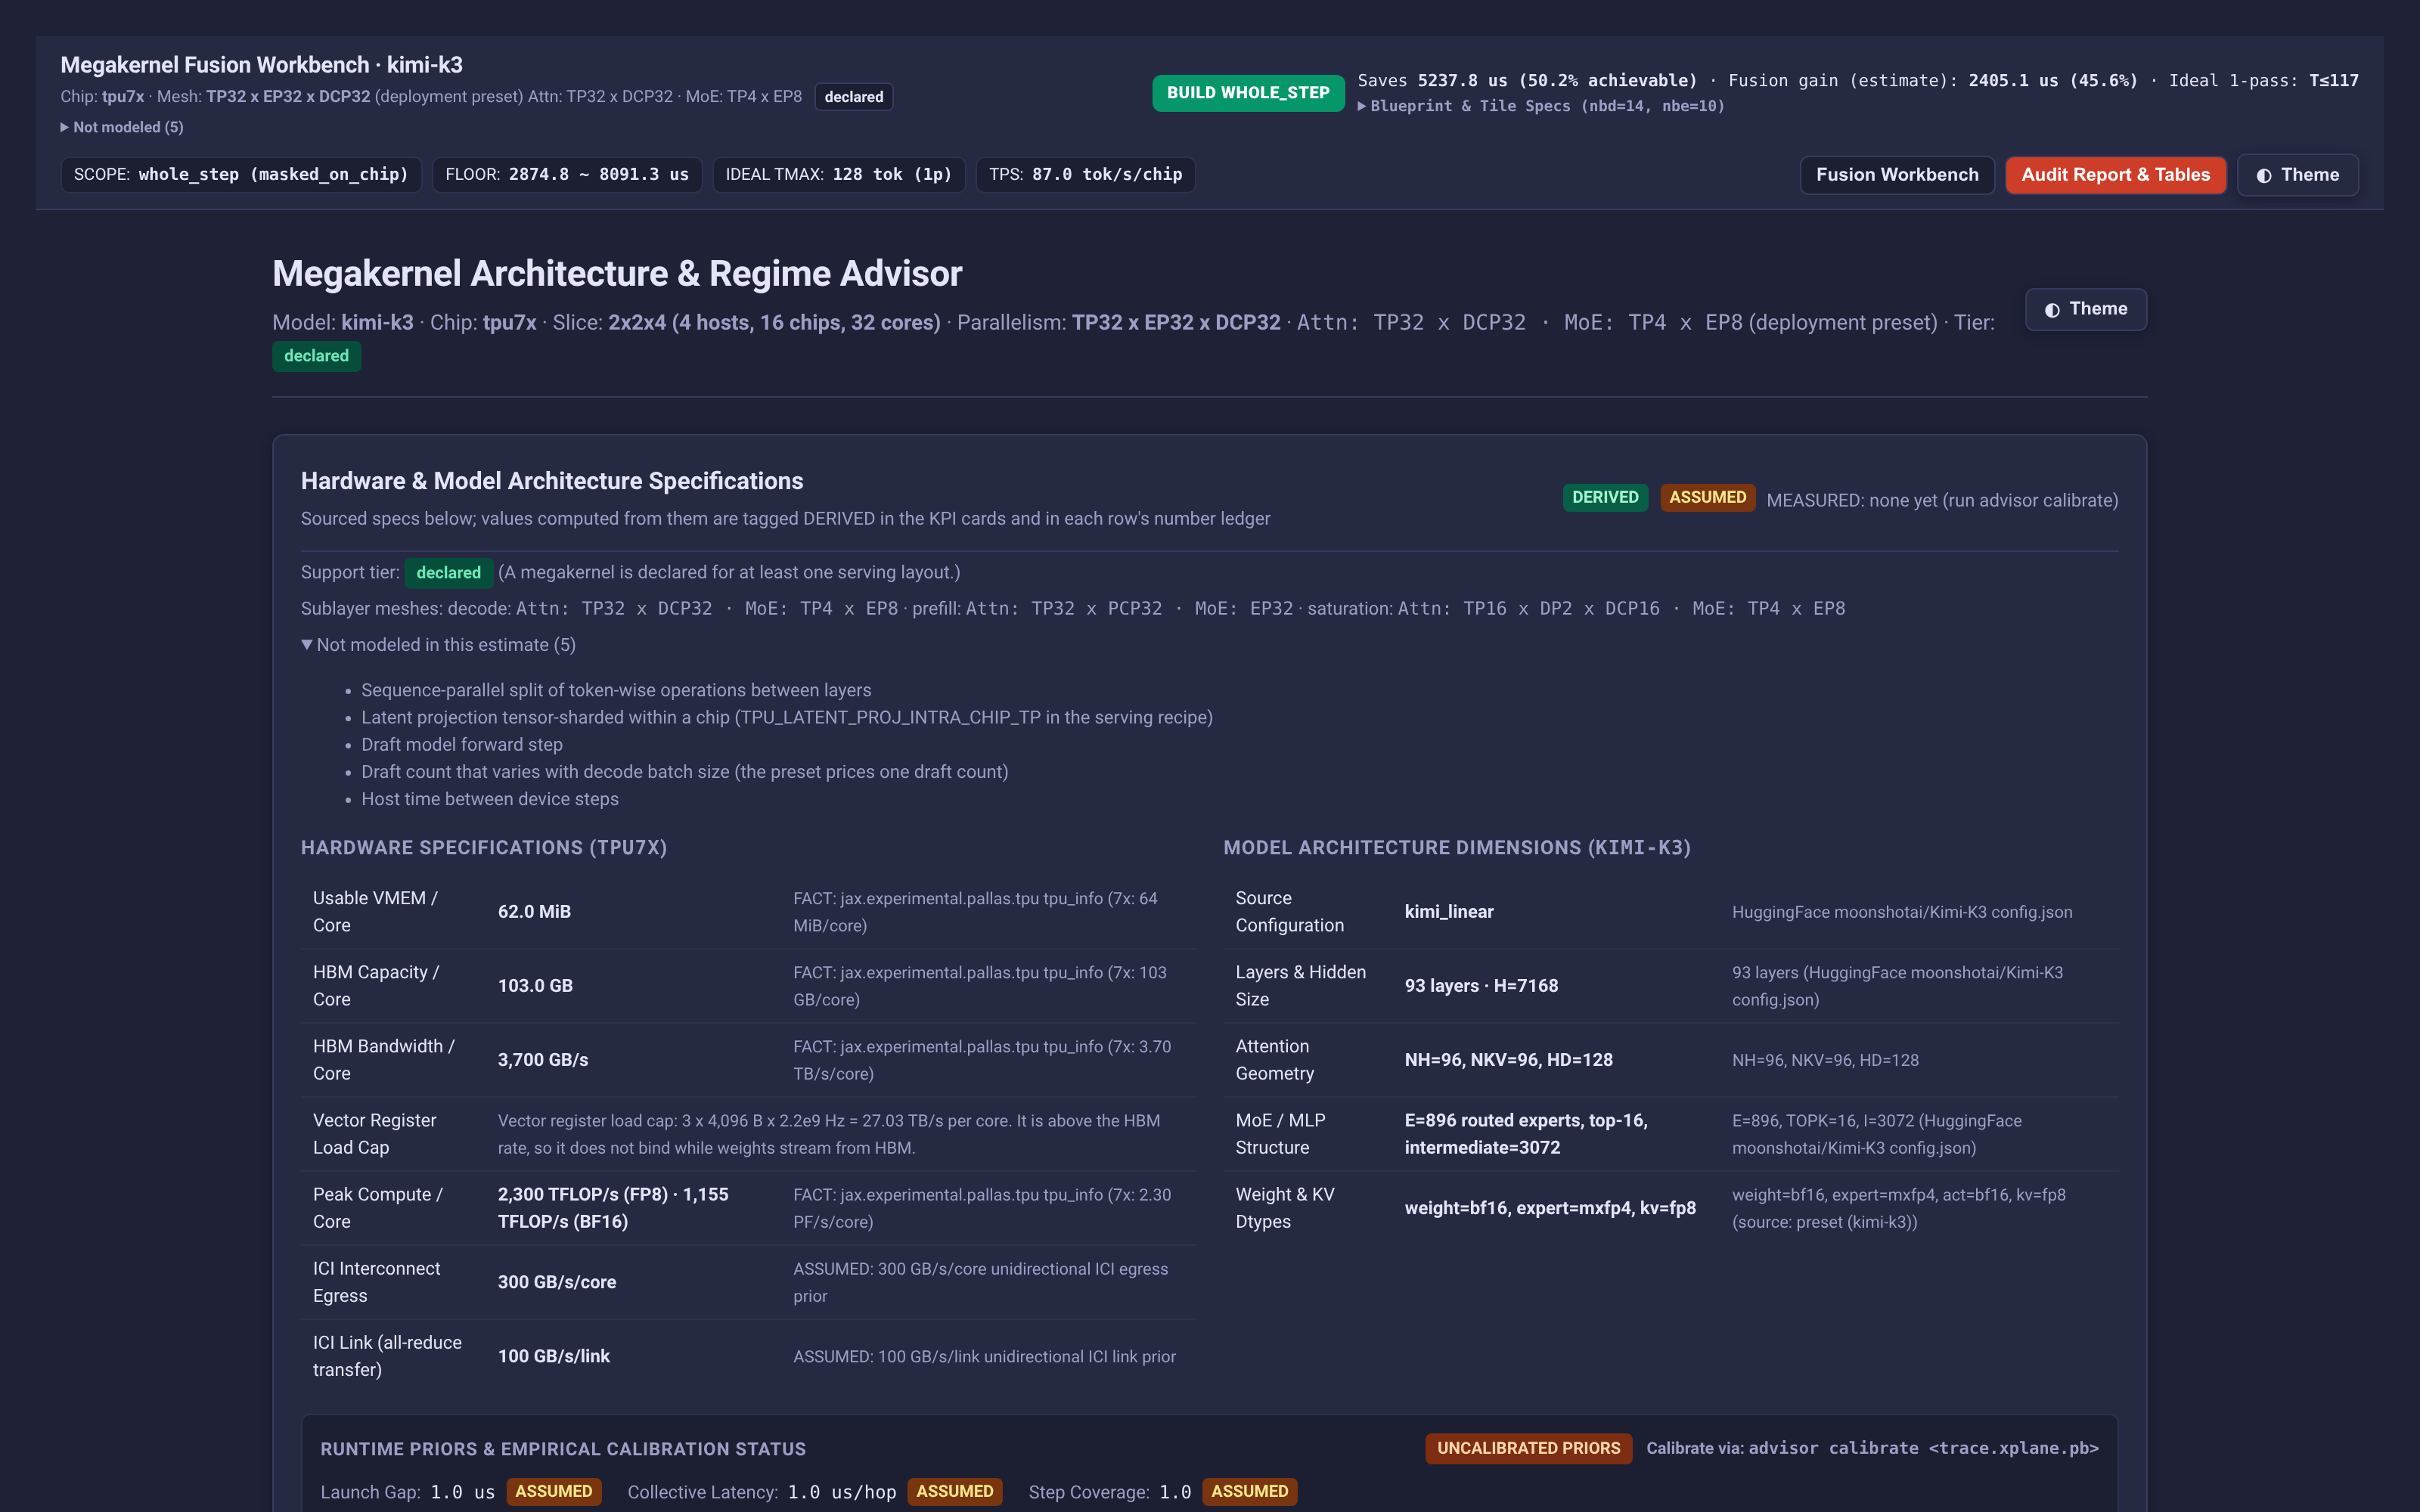 Megakernel Fusion Workbench · kimi-k3
Chip: tpu7x · Mesh: TP32 x EP32 x DCP32 (deployment preset) Attn: TP32 x DCP32 · MoE: TP4 x EP8 declared
▶ Not modeled (5)
BUILD WHOLE_STEP
Saves 5237.8 us (50.2% achievable) · Fusion gain (estimate): 2405.1 us (45.6%) · Ideal 1-pass: T≤117
▶ Blueprint & Tile Specs (nbd=14, nbe=10)
SCOPE: whole_step (masked_on_chip)
FLOOR: 2874.8 ~ 8091.3 us
IDEAL TMAX: 128 tok (1p)
TPS: 87.0 tok/s/chip
Fusion Workbench
Audit Report & Tables
◐ Theme
Megakernel Architecture & Regime Advisor
Model: kimi-k3 · Chip: tpu7x · Slice: 2x2x4 (4 hosts, 16 chips, 32 cores) · Parallelism: TP32 x EP32 x DCP32 · Attn: TP32 x DCP32 · MoE: TP4 x EP8 (deployment preset) · Tier:
declared
◐ Theme
Hardware & Model Architecture Specifications
Sourced specs below; values computed from them are tagged DERIVED in the KPI cards and in each row's number ledger
DERIVED ASSUMED MEASURED: none yet (run advisor calibrate)
Support tier: declared (A megakernel is declared for at least one serving layout.)
Sublayer meshes: decode: Attn: TP32 x DCP32 · MoE: TP4 x EP8 · prefill: Attn: TP32 x PCP32 · MoE: EP32 · saturation: Attn: TP16 x DP2 x DCP16 · MoE: TP4 x EP8
▼ Not modeled in this estimate (5)
• Sequence-parallel split of token-wise operations between layers
• Latent projection tensor-sharded within a chip (TPU_LATENT_PROJ_INTRA_CHIP_TP in the serving recipe)
• Draft model forward step
• Draft count that varies with decode batch size (the preset prices one draft count)
• Host time between device steps
HARDWARE SPECIFICATIONS (TPU7X)
Usable VMEM /
Core
62.0 MiB
FACT: jax.experimental.pallas.tpu tpu_info (7x: 64
MiB/core)
HBM Capacity /
Core
103.0 GB
FACT: jax.experimental.pallas.tpu tpu_info (7x: 103
GB/core)
HBM Bandwidth /
Core
3,700 GB/s
FACT: jax.experimental.pallas.tpu tpu_info (7x: 3.70
TB/s/core)
Vector Register
Load Cap
Vector register load cap: 3 x 4,096 B x 2.2e9 Hz = 27.03 TB/s per core. It is above the HBM
rate, so it does not bind while weights stream from HBM.
Peak Compute /
Core
2,300 TFLOP/s (FP8) · 1,155
TFLOP/s (BF16)
FACT: jax.experimental.pallas.tpu tpu_info (7x: 2.30
PF/s/core)
ICI Interconnect
Egress
300 GB/s/core
ASSUMED: 300 GB/s/core unidirectional ICI egress
prior
ICI Link (all-reduce
transfer)
100 GB/s/link
ASSUMED: 100 GB/s/link unidirectional ICI link prior
MODEL ARCHITECTURE DIMENSIONS (KIMI-K3)
Source
Configuration
kimi_linear
HuggingFace moonshotai/Kimi-K3 config.json
Layers & Hidden
Size
93 layers · H=7168
93 layers (HuggingFace moonshotai/Kimi-K3
config.json)
Attention
Geometry
NH=96, NKV=96, HD=128
NH=96, NKV=96, HD=128
MoE / MLP
Structure
E=896 routed experts, top-16,
intermediate=3072
E=896, TOPK=16, I=3072 (HuggingFace
moonshotai/Kimi-K3 config.json)
Weight & KV
Dtypes
weight=bf16, expert=mxfp4, kv=fp8
weight=bf16, expert=mxfp4, act=bf16, kv=fp8
(source: preset (kimi-k3))
RUNTIME PRIORS & EMPIRICAL CALIBRATION STATUS
UNCALIBRATED PRIORS Calibrate via: advisor calibrate <trace.xplane.pb>
Launch Gap: 1.0 us ASSUMED Collective Latency: 1.0 us/hop ASSUMED Step Coverage: 1.0 ASSUMED